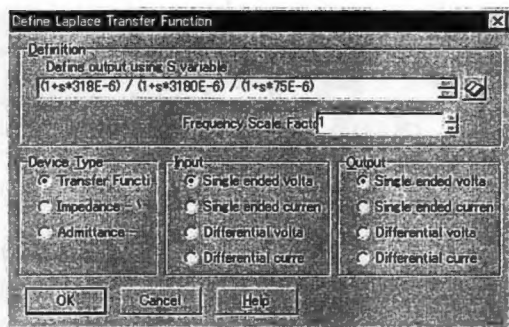 Define Laplace Transfer Function
Definition
Define output using S variable
(1+s*318E-6) / (1+s*3180E-6) / (1+s*75E-6)
Frequency Scale Facto 1
Device Type
Transfer Functi
Impedance -
Admittance -
Input
Single ended volta
Single ended curren
Differential volta
Differential curre
Output
Single ended volta
Single ended curren
Differential volta
Differential curre
OK
Cancel
Help